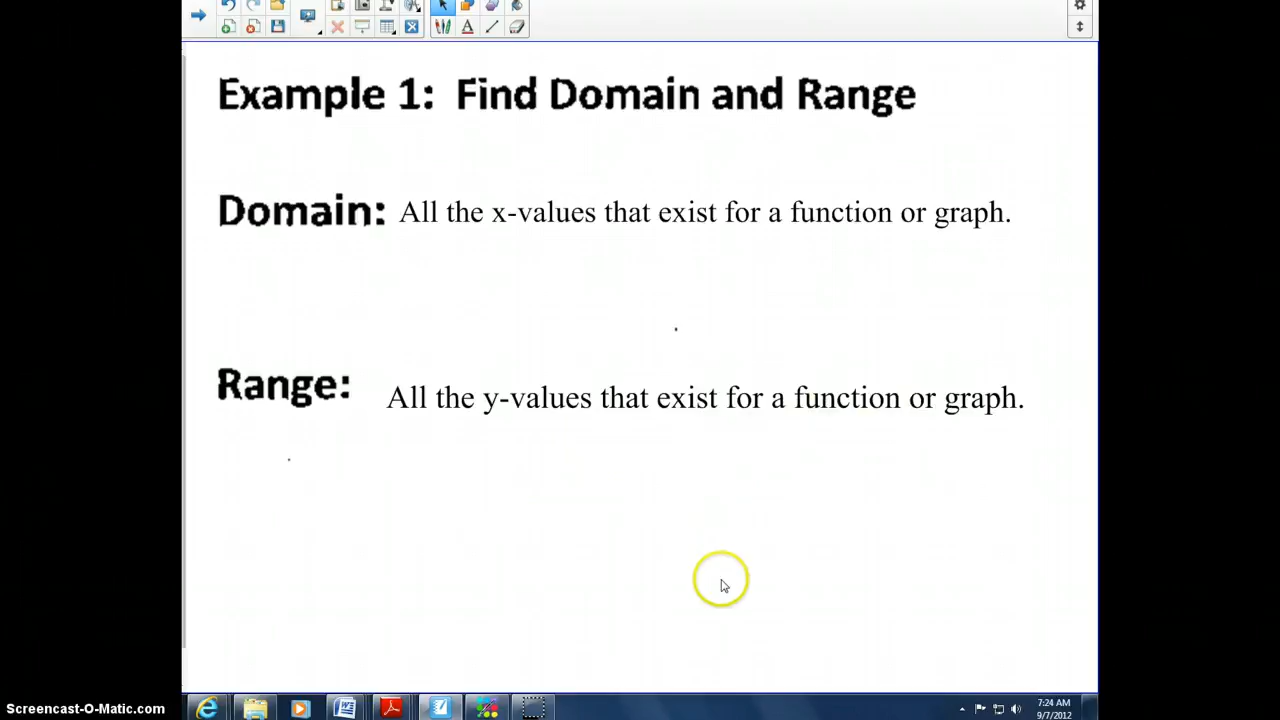 Example 1: Find Domain and Range
Domain: All the x-values that exist for a function or graph.
Range: All the y-values that exist for a function or graph.
7:24 AM
Screencast-O-Matic.com
9/7/2012